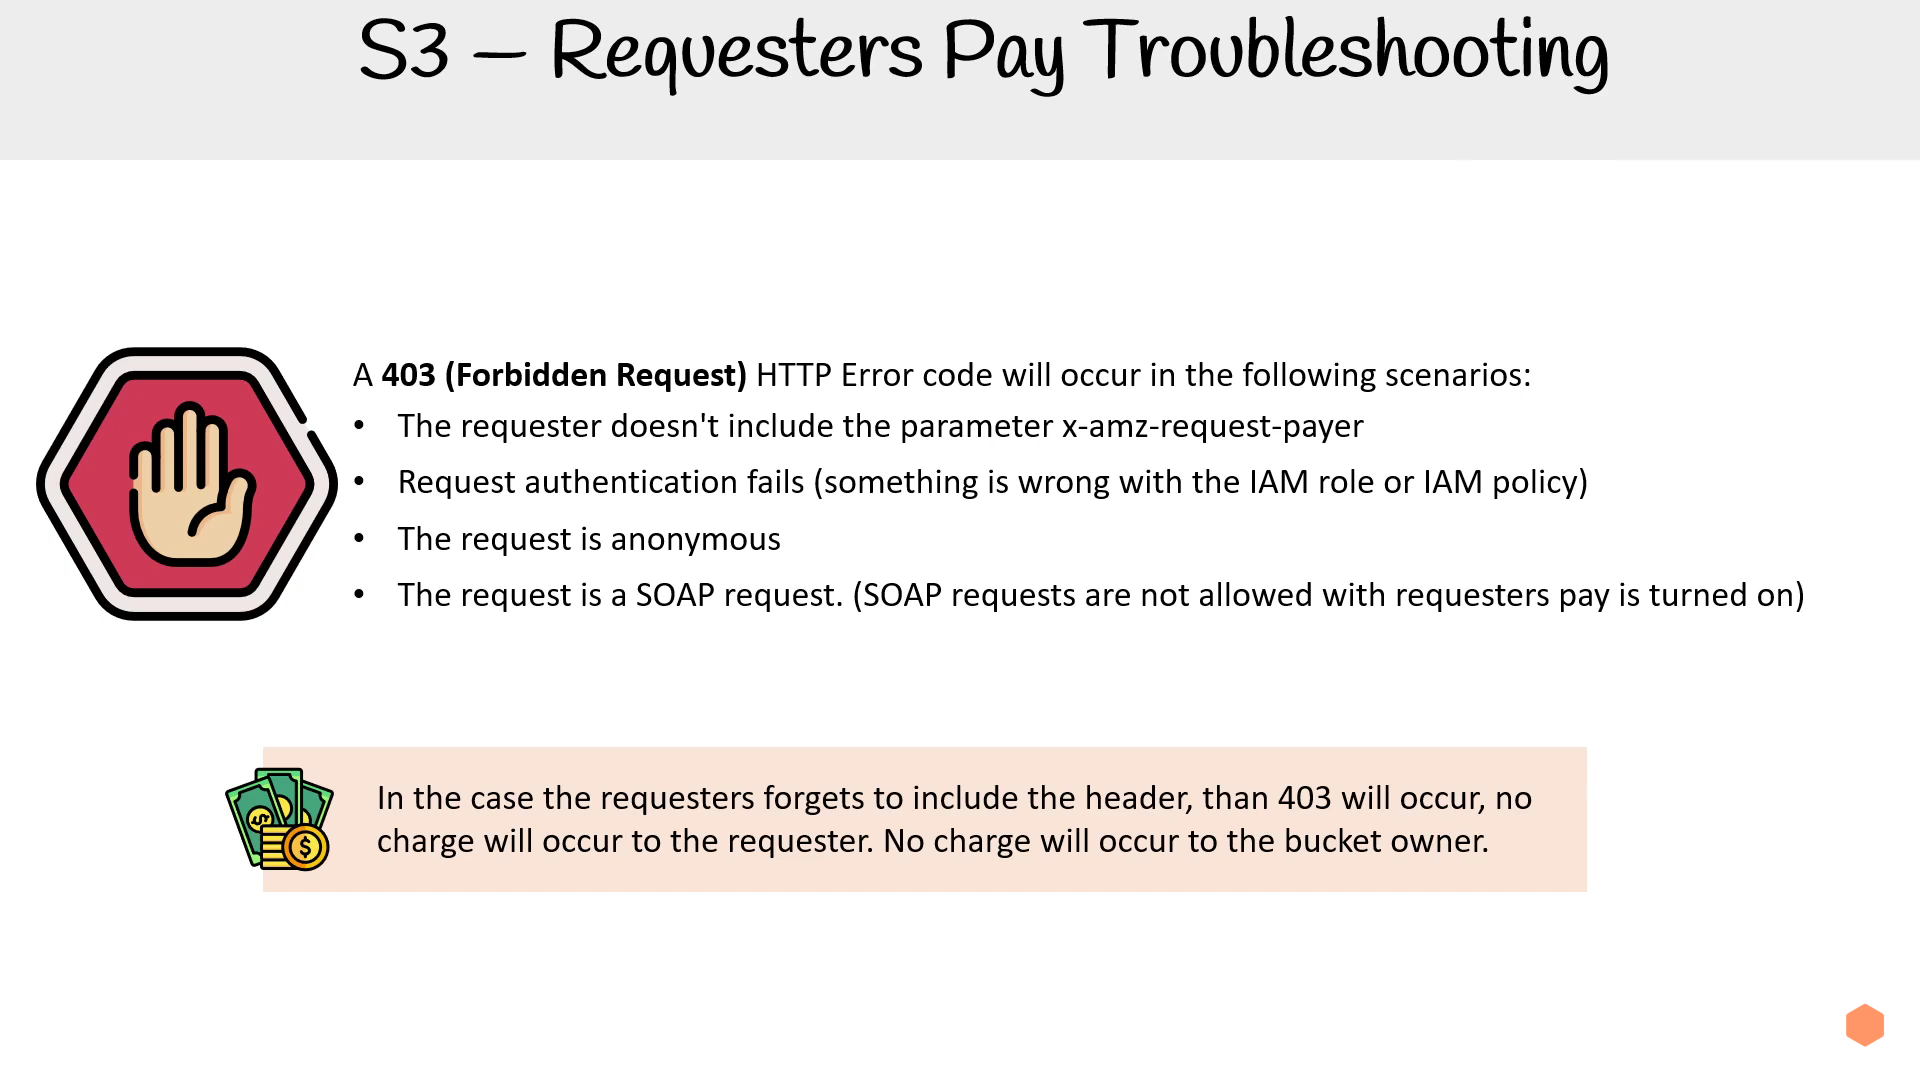 S3 – Requesters Pay Troubleshooting
A 403 (Forbidden Request) HTTP Error code will occur in the following scenarios:
• The requester doesn't include the parameter x-amz-request-payer
• Request authentication fails (something is wrong with the IAM role or IAM policy)
• The request is anonymous
• The request is a SOAP request. (SOAP requests are not allowed with requesters pay is turned on)
In the case the requesters forgets to include the header, than 403 will occur, no
charge will occur to the requester. No charge will occur to the bucket owner.